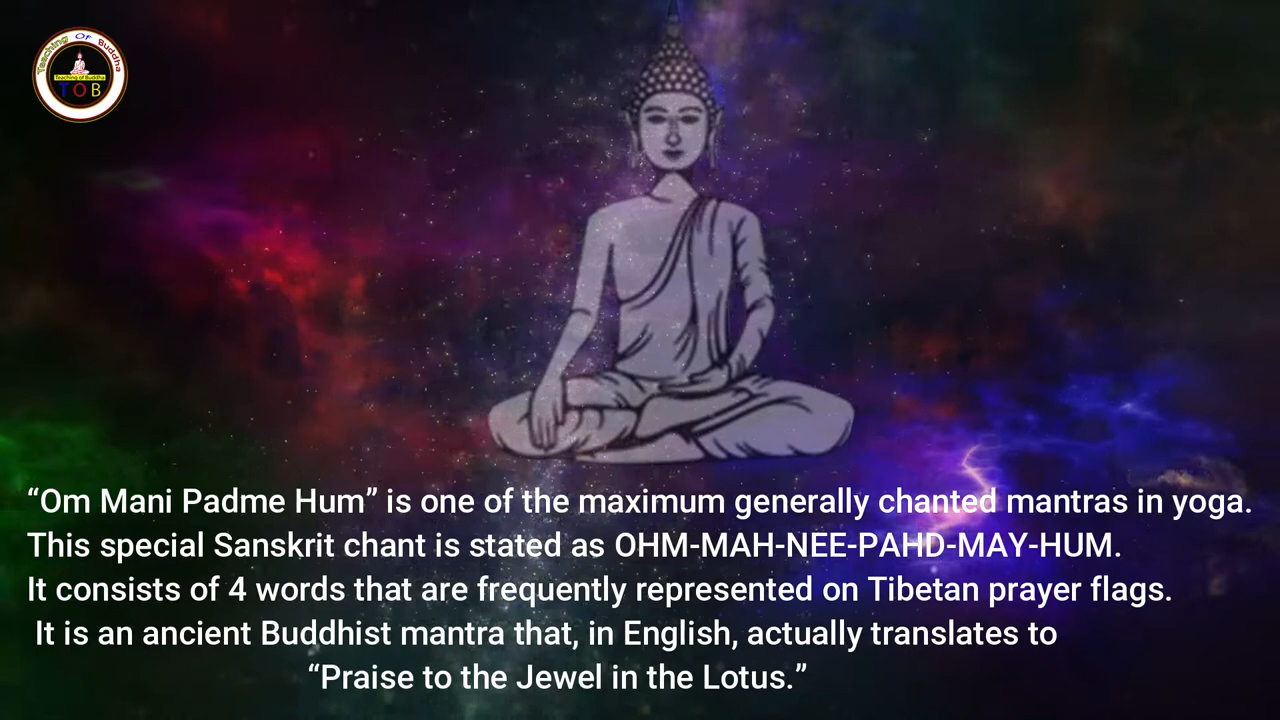 Teaching Of Buddha
Teaching of Buddha
TOB
“Om Mani Padme Hum” is one of the maximum generally chanted mantras in yoga.
This special Sanskrit chant is stated as OHM-MAH-NEE-PAHD-MAY-HUM.
It consists of 4 words that are frequently represented on Tibetan prayer flags.
It is an ancient Buddhist mantra that, in English, actually translates to
“Praise to the Jewel in the Lotus.”